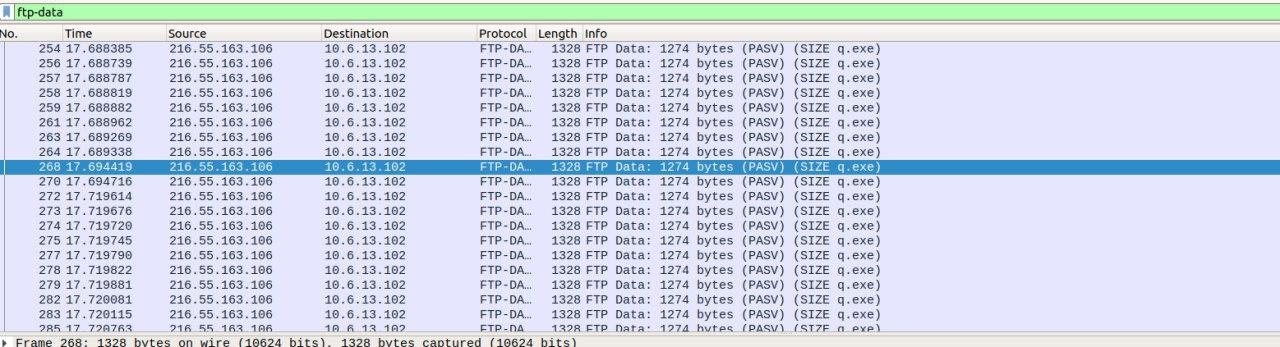 ftp-data
No. Time Source Destination Protocol Length Info
254 17.688385 216.55.163.106 10.6.13.102 FTP-DA… 1328 FTP Data: 1274 bytes (PASV) (SIZE q.exe)
256 17.688739 216.55.163.106 10.6.13.102 FTP-DA… 1328 FTP Data: 1274 bytes (PASV) (SIZE q.exe)
257 17.688787 216.55.163.106 10.6.13.102 FTP-DA… 1328 FTP Data: 1274 bytes (PASV) (SIZE q.exe)
258 17.688819 216.55.163.106 10.6.13.102 FTP-DA… 1328 FTP Data: 1274 bytes (PASV) (SIZE q.exe)
259 17.688882 216.55.163.106 10.6.13.102 FTP-DA… 1328 FTP Data: 1274 bytes (PASV) (SIZE q.exe)
261 17.688962 216.55.163.106 10.6.13.102 FTP-DA… 1328 FTP Data: 1274 bytes (PASV) (SIZE q.exe)
263 17.689269 216.55.163.106 10.6.13.102 FTP-DA… 1328 FTP Data: 1274 bytes (PASV) (SIZE q.exe)
264 17.689338 216.55.163.106 10.6.13.102 FTP-DA… 1328 FTP Data: 1274 bytes (PASV) (SIZE q.exe)
268 17.694419 216.55.163.106 10.6.13.102 FTP-DA… 1328 FTP Data: 1274 bytes (PASV) (SIZE q.exe)
270 17.694716 216.55.163.106 10.6.13.102 FTP-DA… 1328 FTP Data: 1274 bytes (PASV) (SIZE q.exe)
272 17.719614 216.55.163.106 10.6.13.102 FTP-DA… 1328 FTP Data: 1274 bytes (PASV) (SIZE q.exe)
273 17.719676 216.55.163.106 10.6.13.102 FTP-DA… 1328 FTP Data: 1274 bytes (PASV) (SIZE q.exe)
274 17.719720 216.55.163.106 10.6.13.102 FTP-DA… 1328 FTP Data: 1274 bytes (PASV) (SIZE q.exe)
275 17.719745 216.55.163.106 10.6.13.102 FTP-DA… 1328 FTP Data: 1274 bytes (PASV) (SIZE q.exe)
277 17.719790 216.55.163.106 10.6.13.102 FTP-DA… 1328 FTP Data: 1274 bytes (PASV) (SIZE q.exe)
278 17.719822 216.55.163.106 10.6.13.102 FTP-DA… 1328 FTP Data: 1274 bytes (PASV) (SIZE q.exe)
279 17.719881 216.55.163.106 10.6.13.102 FTP-DA… 1328 FTP Data: 1274 bytes (PASV) (SIZE q.exe)
282 17.720081 216.55.163.106 10.6.13.102 FTP-DA… 1328 FTP Data: 1274 bytes (PASV) (SIZE q.exe)
283 17.720115 216.55.163.106 10.6.13.102 FTP-DA… 1328 FTP Data: 1274 bytes (PASV) (SIZE q.exe)
285 17.720763 216.55.163.106 10.6.13.102 FTP-DA… 1328 FTP Data: 1274 bytes (PASV) (SIZE q.exe)
Frame 268: 1328 bytes on wire (10624 bits), 1328 bytes captured (10624 bits)